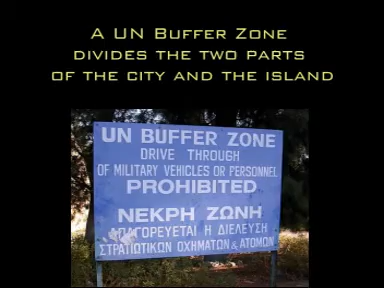 A UN BUFFER ZONE
DIVIDES THE TWO PARTS
OF THE CITY AND THE ISLAND
UN BUFFER ZONE
DRIVE THROUGH
OF MILITARY VEHICLES OR PERSONNEL
PROHIBITED
ΝΕΚΡΗ ΖΩΝΗ
ΑΠΑΓΟΡΕΥΕΤΑΙ Η ΔΙΕΛΕΥΣΗ
ΣΤΡΑΤΙΩΤΙΚΩΝ ΟΧΗΜΑΤΩΝ & ΑΤΟΜΩΝ